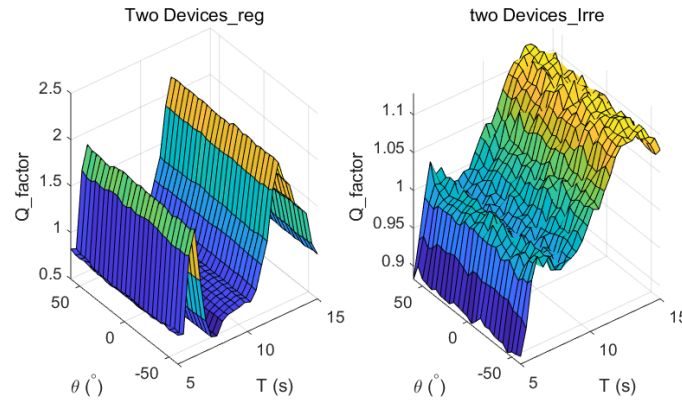 Two Devices_reg
two Devices_Irre
2.5
2
1.5
1
0.5
Q_factor
50
0
-50
θ (°)
5
10
15
T (s)
1.1
1.05
1
0.95
0.9
Q_factor
50
0
-50
θ (°)
5
10
15
T (s)